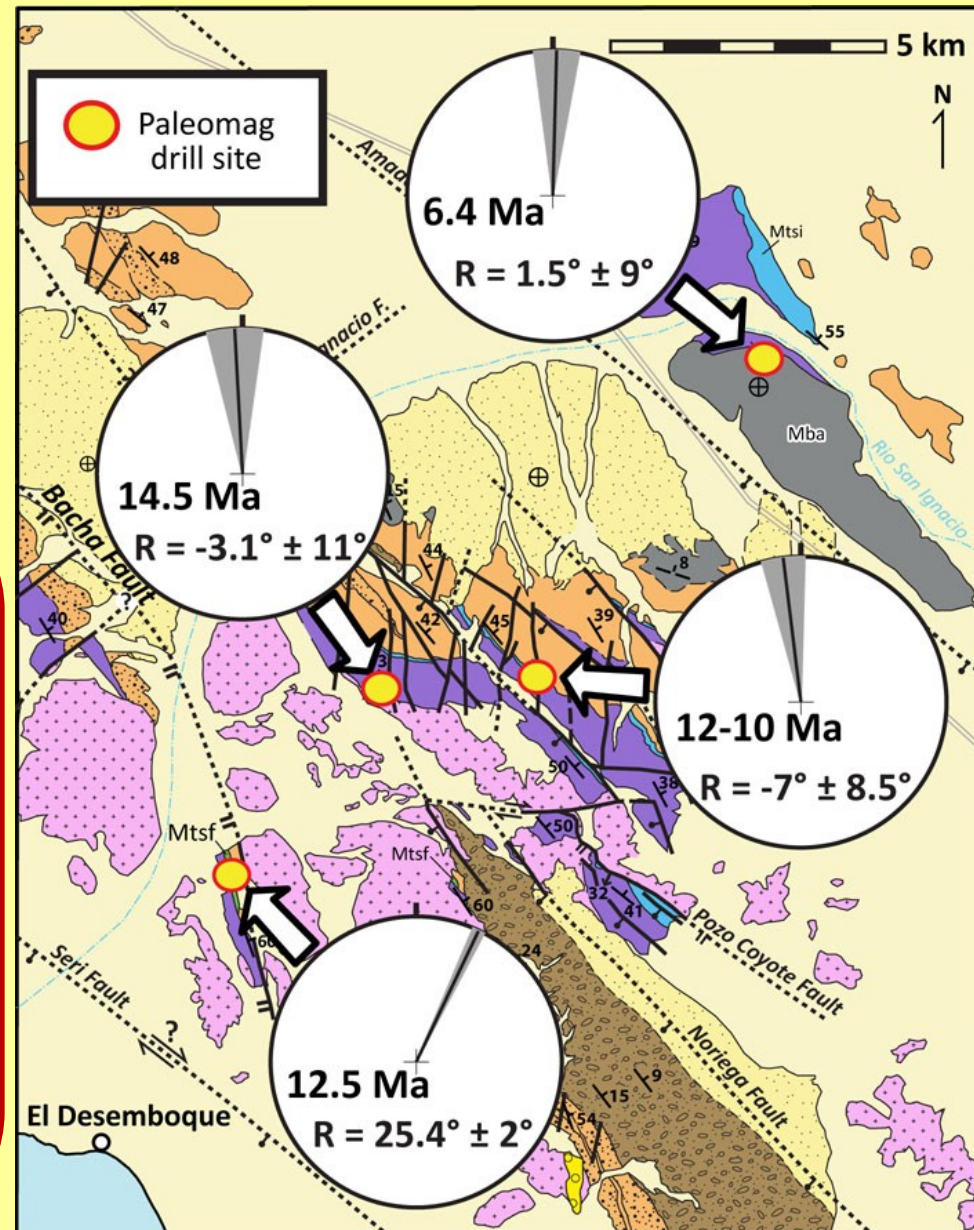 5 km
N
Paleomag
drill site
6.4 Ma
R = 1.5° ± 9°
Mtsi
48
47
55
Mba
Rio San Ignacio
14.5 Ma
R = -3.1° ± 11°
Bacha Fault
?
40
44
42
45
39
8
3
12-10 Ma
R = -7° ± 8.5°
50
38
50
32
41
Mtsf
Mtsf
60
60
24
Pozo Coyote Fault
Noriega Fault
Seri Fault
?
12.5 Ma
R = 25.4° ± 2°
15
9
54
El Desemboque